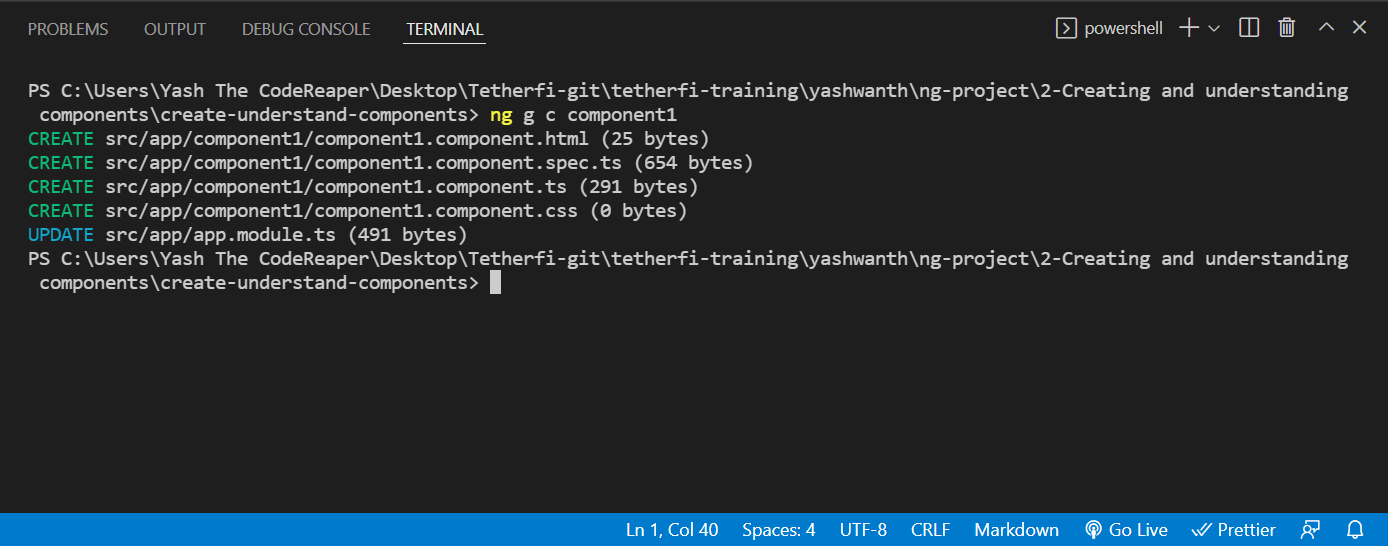 PROBLEMS OUTPUT DEBUG CONSOLE TERMINAL powershell
PS C:\Users\Yash The CodeReaper\Desktop\Tetherfi-git\tetherfi-training\yashwanth\ng-project\2-Creating and understanding
components\create-understand-components> ng g c component1
CREATE src/app/component1/component1.component.html (25 bytes)
CREATE src/app/component1/component1.component.spec.ts (654 bytes)
CREATE src/app/component1/component1.component.ts (291 bytes)
CREATE src/app/component1/component1.component.css (0 bytes)
UPDATE src/app/app.module.ts (491 bytes)
PS C:\Users\Yash The CodeReaper\Desktop\Tetherfi-git\tetherfi-training\yashwanth\ng-project\2-Creating and understanding
components\create-understand-components>
Ln 1, Col 40 Spaces: 4 UTF-8 CRLF Markdown Go Live Prettier